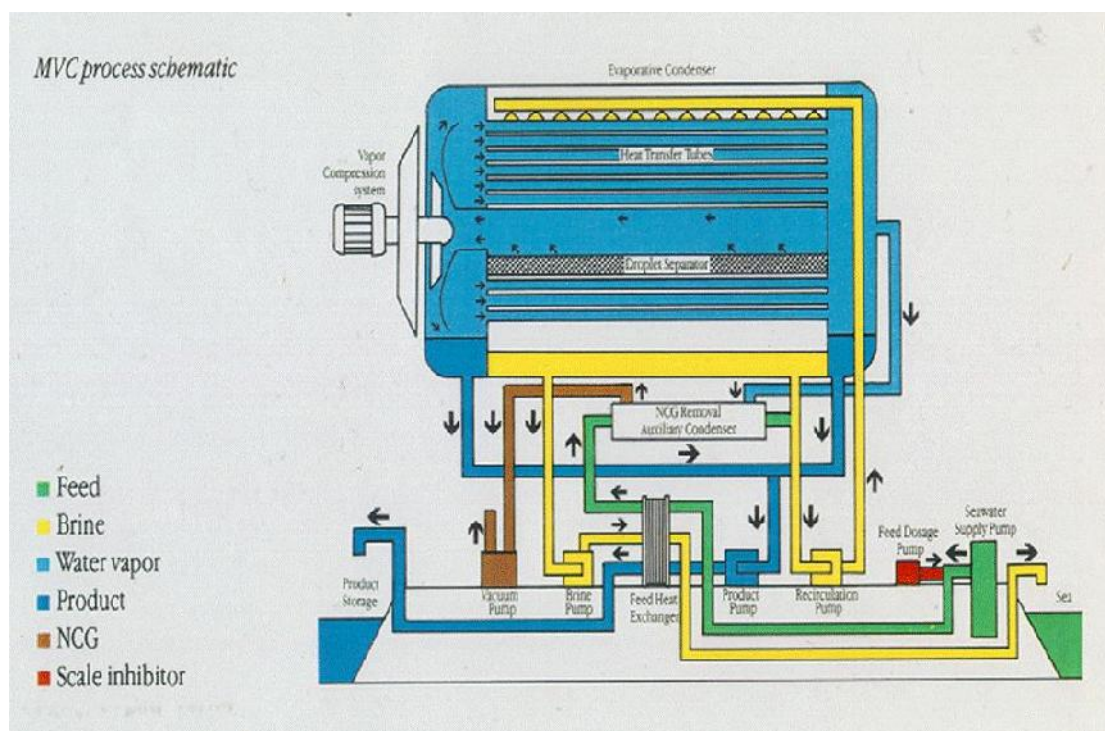 MVC process schematic
Evaporative Condenser
Vapor
Compression
system
Heat Transfer Tubes
Droplet Separator
NCG Removal
Auxiliary Condenser
Feed
Brine
Water vapor
Product
NCG
Scale inhibitor
Seawater
Supply Pump
Feed Dosage
Pump
Product
Storage
Vacuum
Pump
Brine
Pump
Feed Heat
Exchanger
Product
Pump
Recirculation
Pump
Sea